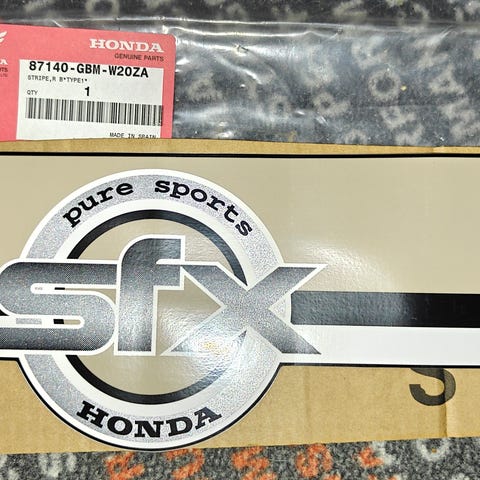 HONDA
GENUINE PARTS
87140-GBM-W20ZA
STRIPE,R B*TYPE1*
QTY
1
MADE IN SPAIN
pure sports
sfx
HONDA
S